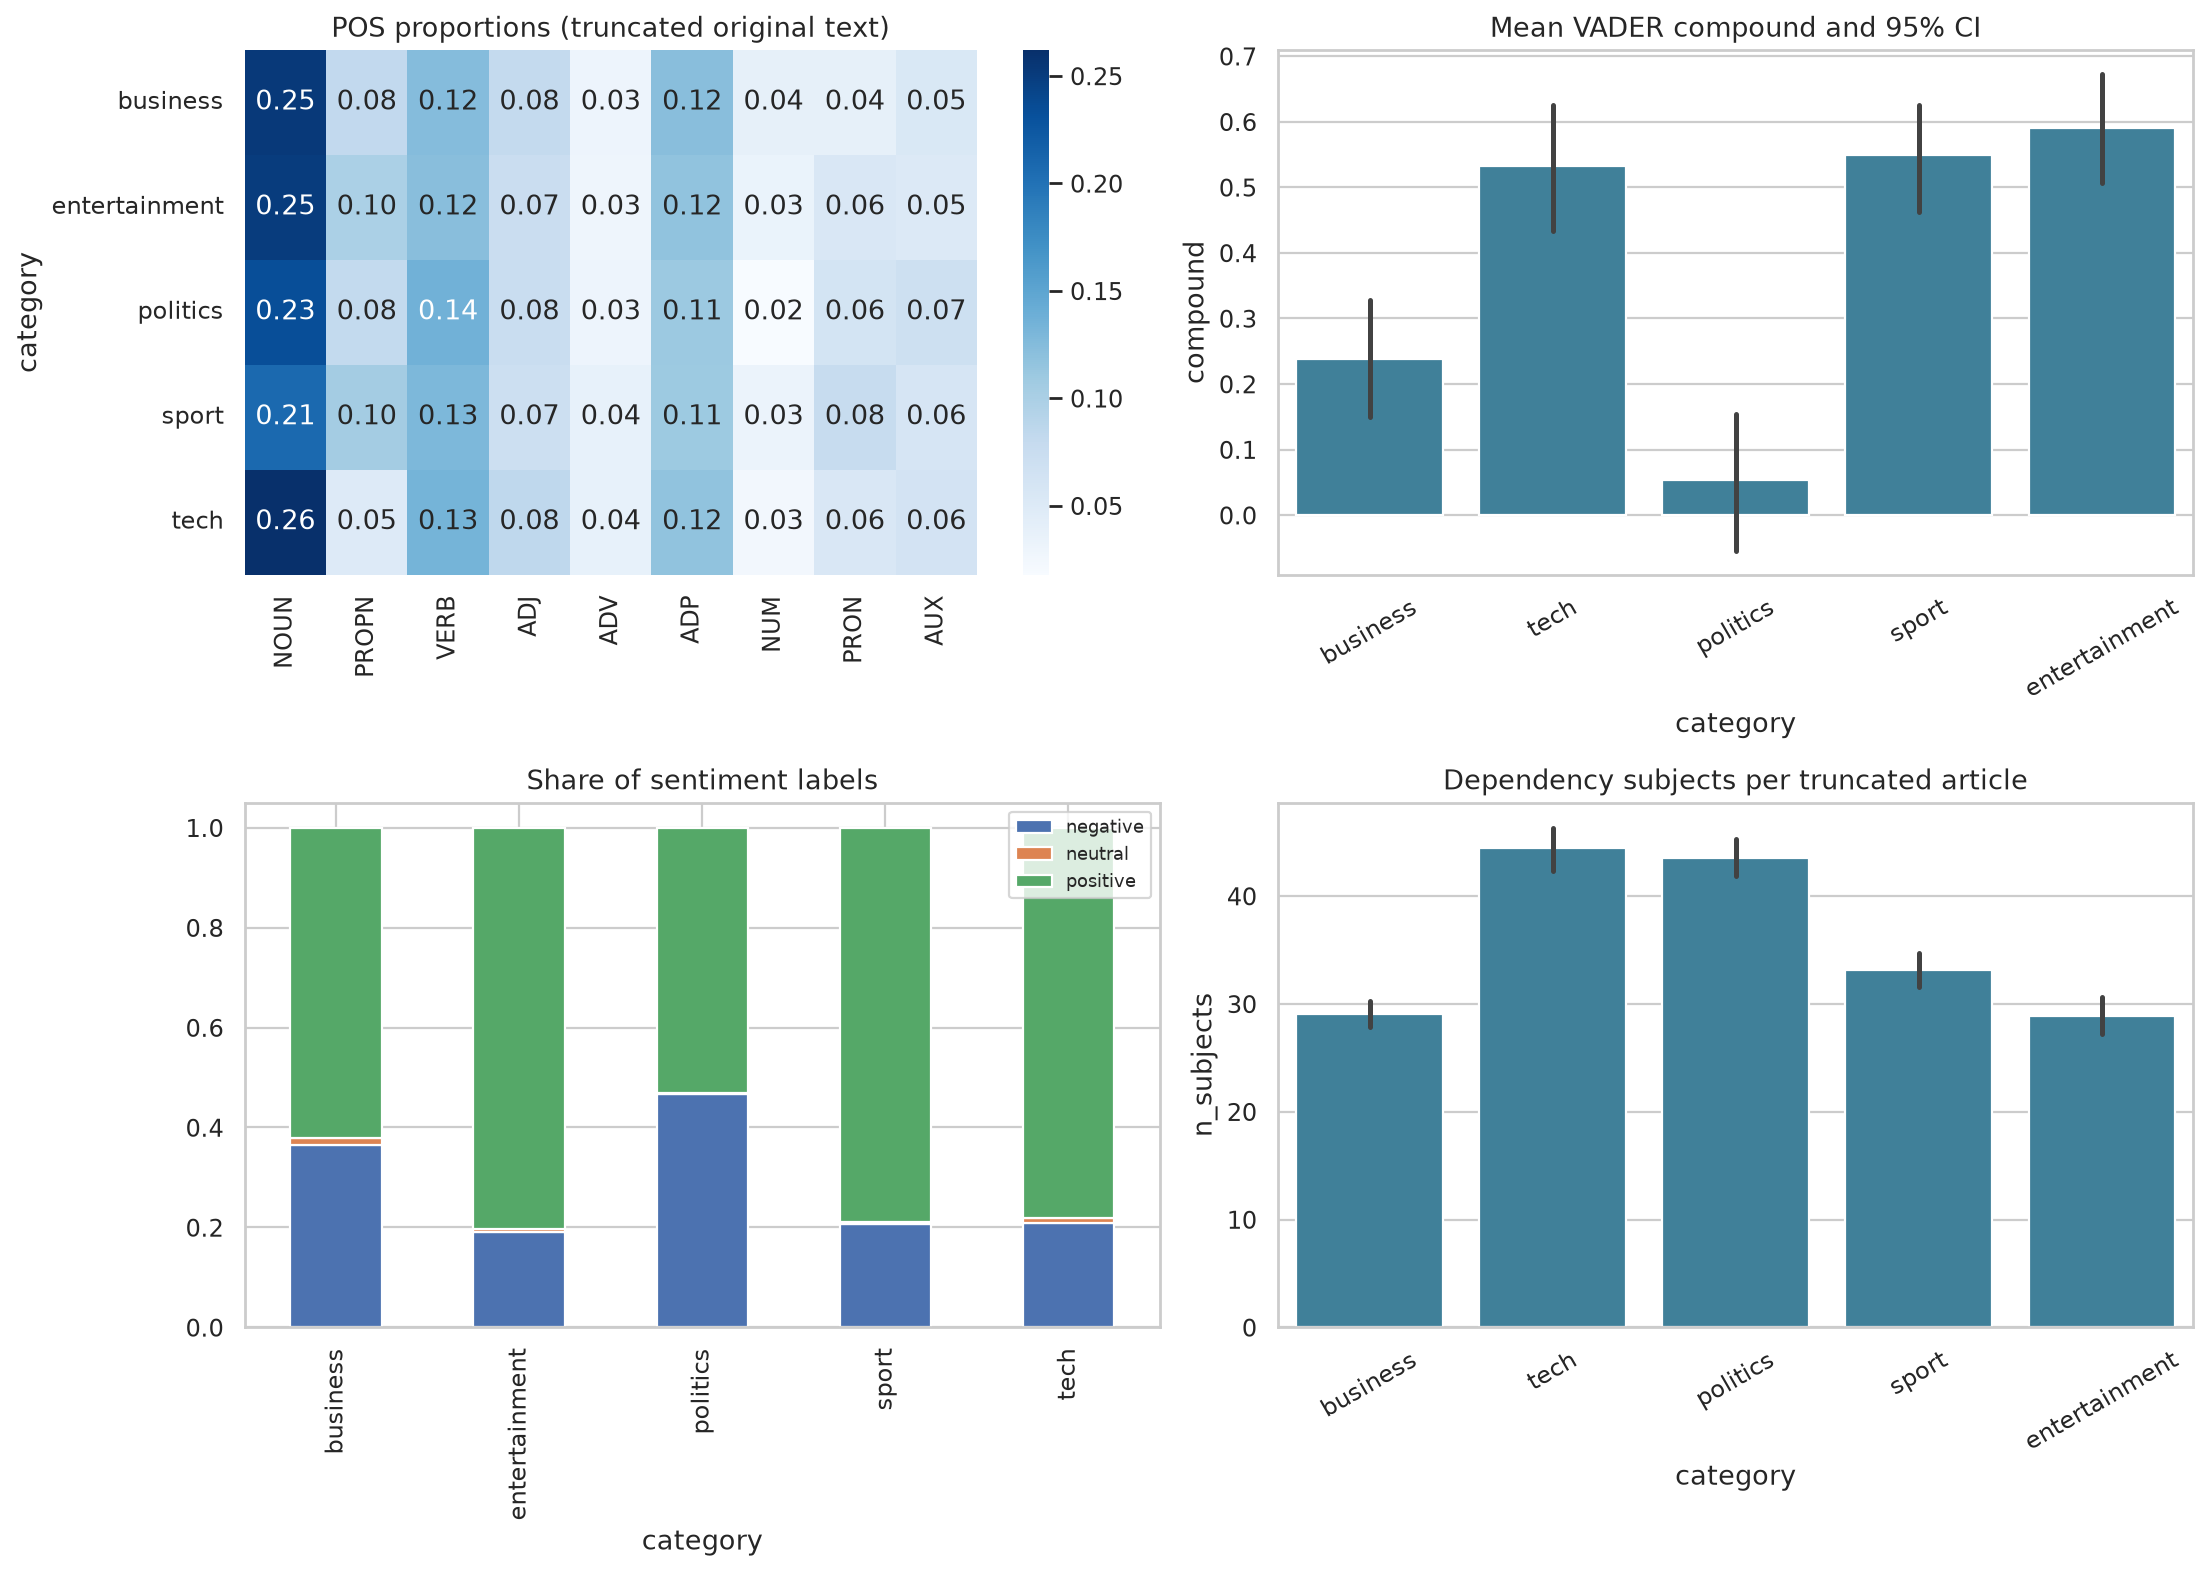 POS proportions (truncated original text)
category
business 0.25 0.08 0.12 0.08 0.03 0.12 0.04 0.04 0.05
entertainment 0.25 0.10 0.12 0.07 0.03 0.12 0.03 0.06 0.05
politics 0.23 0.08 0.14 0.08 0.03 0.11 0.02 0.06 0.07
sport 0.21 0.10 0.13 0.07 0.04 0.11 0.03 0.08 0.06
tech 0.26 0.05 0.13 0.08 0.04 0.12 0.03 0.06 0.06
NOUN PROPN VERB ADJ ADV ADP NUM PRON AUX
0.25
0.20
0.15
0.10
0.05
Mean VADER compound and 95% CI
compound
0.7
0.6
0.5
0.4
0.3
0.2
0.1
0.0
business tech politics sport entertainment
category
Share of sentiment labels
1.0
0.8
0.6
0.4
0.2
0.0
negative
neutral
positive
business entertainment politics sport tech
category
Dependency subjects per truncated article
n_subjects
40
30
20
10
0
business tech politics sport entertainment
category